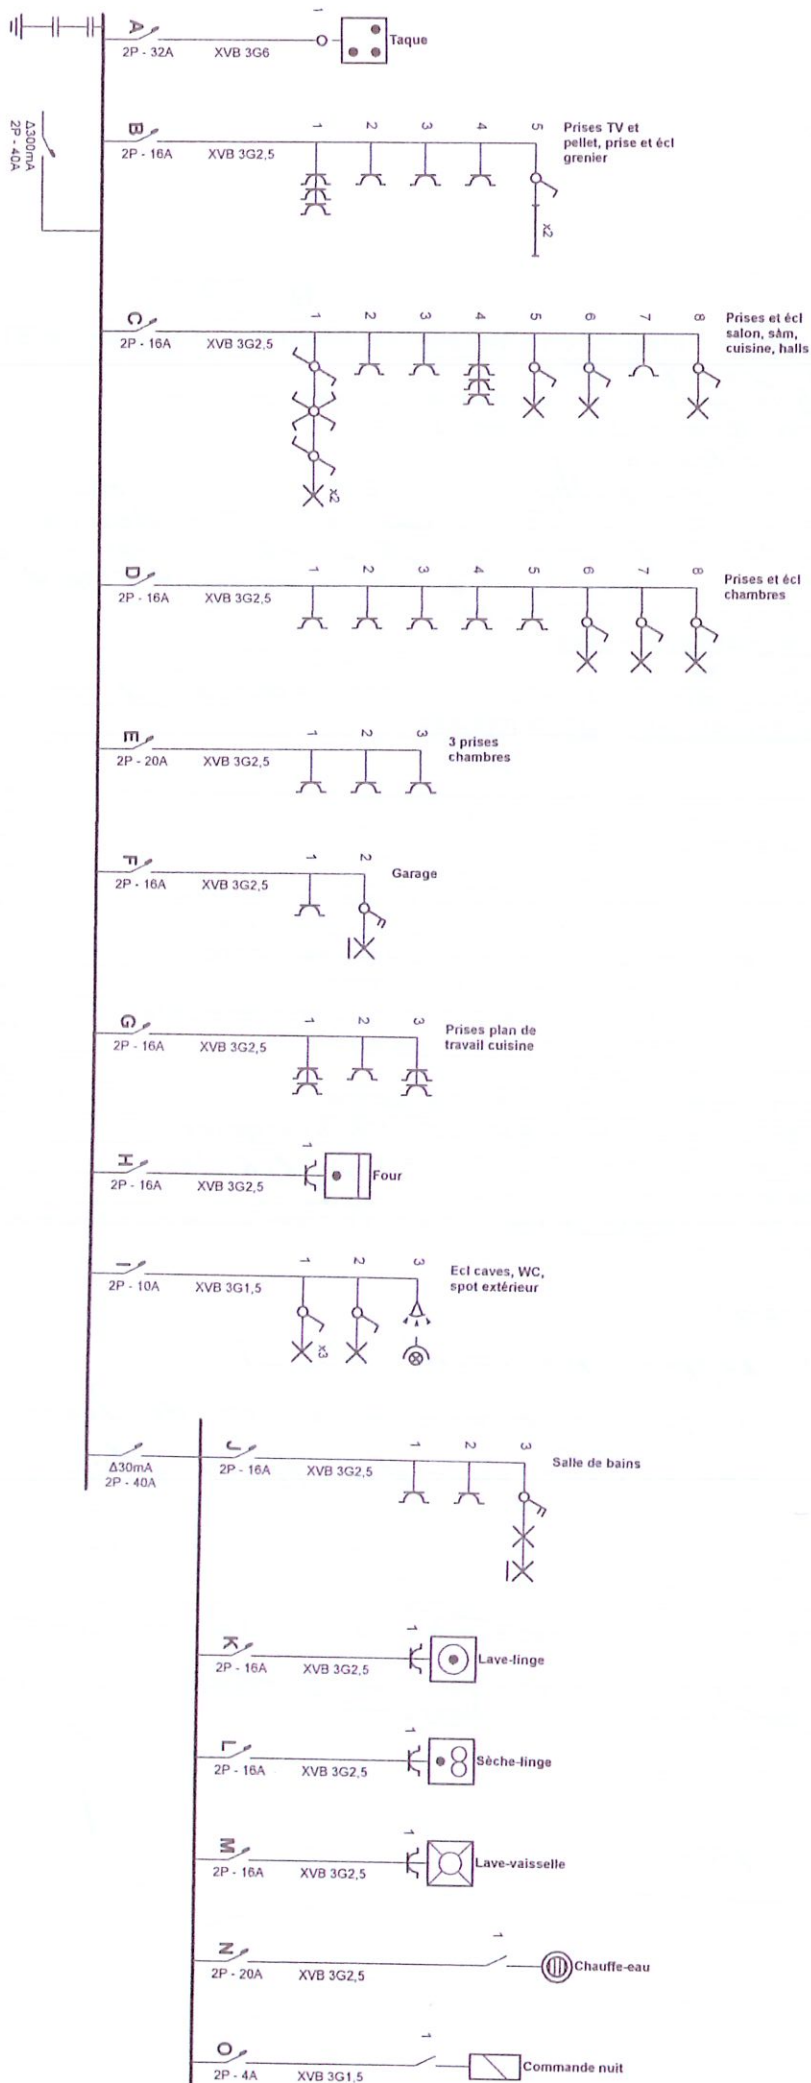 A
2P - 32A
XVB 3G6
1
Taque
Δ300mA
2P - 40A
B
2P - 16A
XVB 3G2,5
1
2
3
4
5
x2
Prises TV et
pellet, prise et écl
grenier
C
2P - 16A
XVB 3G2,5
1
2
3
4
5
6
7
8
x2
Prises et écl
salon, sàm,
cuisine, halls
D
2P - 16A
XVB 3G2,5
1
2
3
4
5
6
7
8
Prises et écl
chambres
E
2P - 20A
XVB 3G2,5
1
2
3
3 prises
chambres
F
2P - 16A
XVB 3G2,5
1
2
Garage
G
2P - 16A
XVB 3G2,5
1
2
3
Prises plan de
travail cuisine
H
2P - 16A
XVB 3G2,5
1
Four
I
2P - 10A
XVB 3G1,5
1
2
3
x3
Ecl caves, WC,
spot extérieur
Δ30mA
2P - 40A
J
2P - 16A
XVB 3G2,5
1
2
3
Salle de bains
K
2P - 16A
XVB 3G2,5
1
Lave-linge
L
2P - 16A
XVB 3G2,5
1
Sèche-linge
M
2P - 16A
XVB 3G2,5
1
Lave-vaisselle
N
2P - 20A
XVB 3G2,5
1
Chauffe-eau
O
2P - 4A
XVB 3G1,5
1
Commande nuit